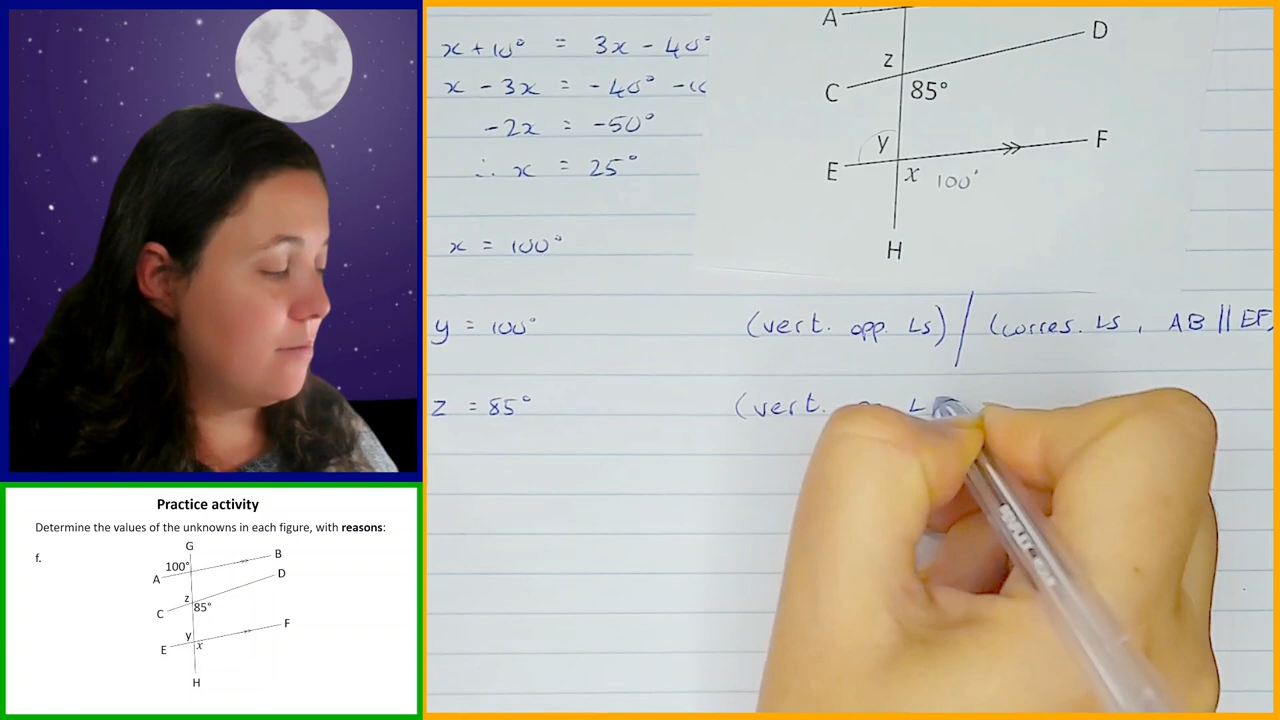 x + 10° = 3x - 40°
x - 3x = -40° -10
-2x = -50°
∴ x = 25°
x = 100°
y = 100° (vert. opp. ∠s) / (corres. ∠s, AB || EF,
z = 85° (vert. ∠
A
D
z
C
85°
y
F
E
x 100°
H
Practice activity
Determine the values of the unknowns in each figure, with reasons:
f.
G
100°
B
A
D
z
85°
C
F
y
E
x
H